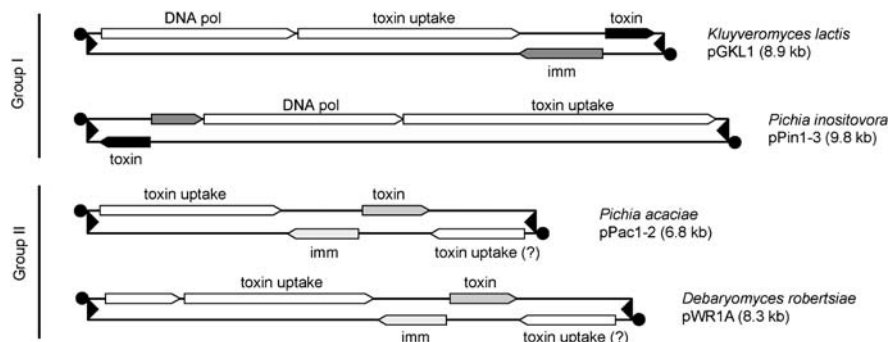 Group I
DNA pol
toxin uptake
toxin
imm
Kluyveromyces lactis
pGKL1 (8.9 kb)
DNA pol
toxin uptake
toxin
Pichia inositovora
pPin1-3 (9.8 kb)
Group II
toxin uptake
toxin
imm
toxin uptake (?)
Pichia acaciae
pPac1-2 (6.8 kb)
toxin uptake
toxin
imm
toxin uptake (?)
Debaryomyces robertsiae
pWR1A (8.3 kb)